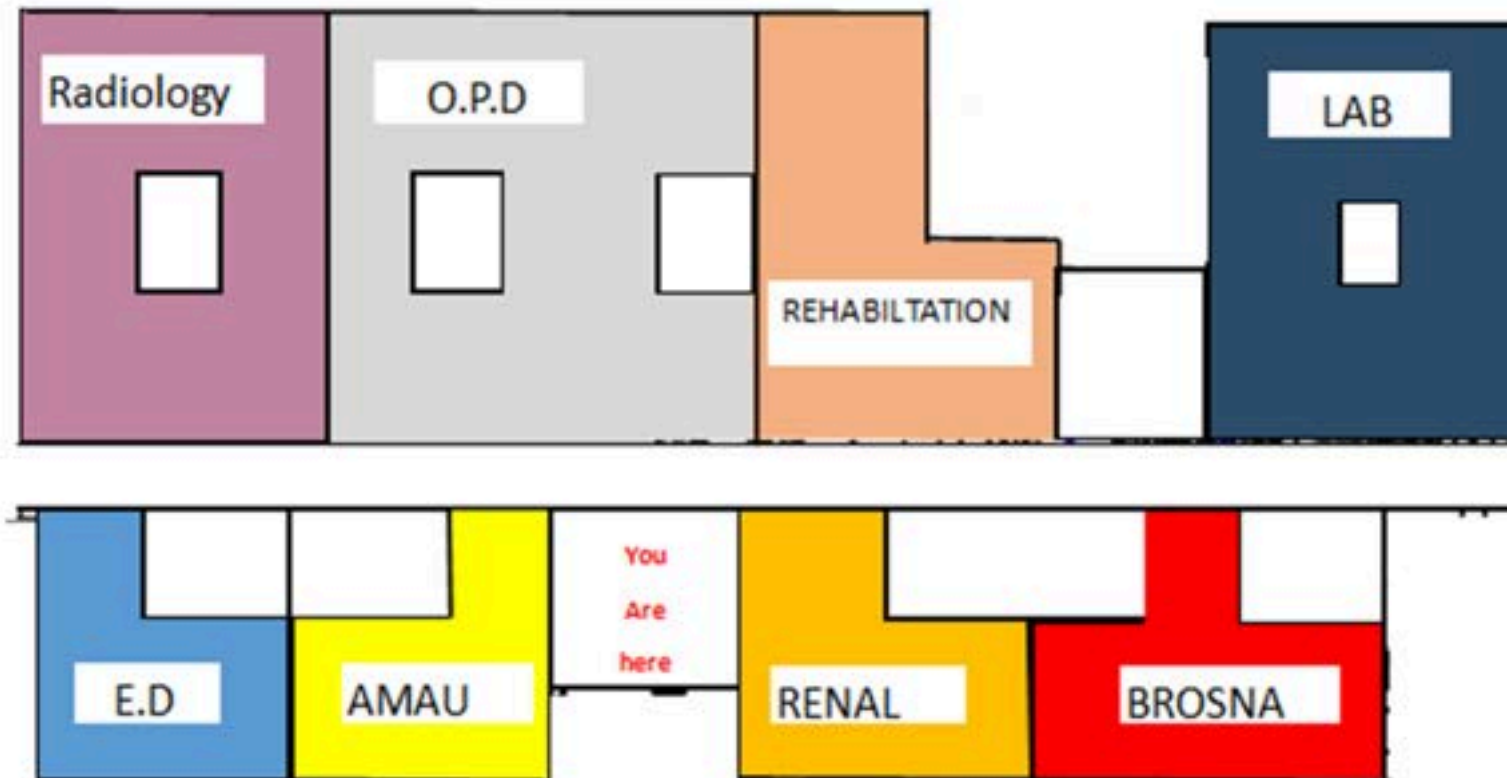 Radiology
O.P.D
LAB
REHABILTATION
You
Are
here
E.D
AMAU
RENAL
BROSNA